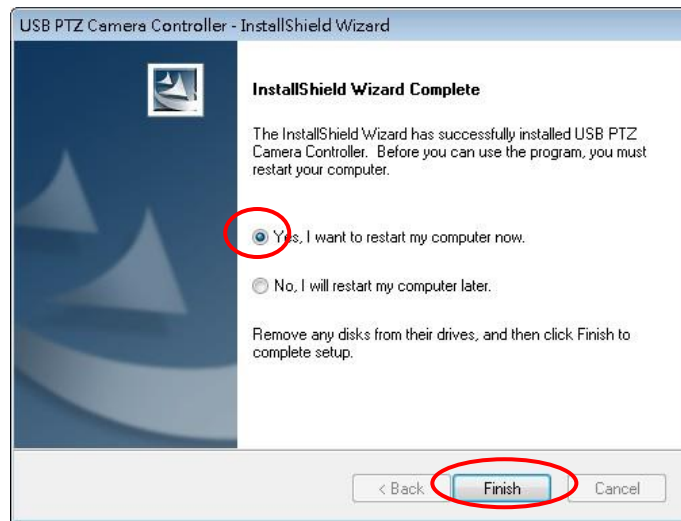 USB PTZ Camera Controller - InstallShield Wizard
InstallShield Wizard Complete
The InstallShield Wizard has successfully installed USB PTZ
Camera Controller. Before you can use the program, you must
restart your computer.
Yes, I want to restart my computer now.
No, I will restart my computer later.
Remove any disks from their drives, and then click Finish to
complete setup.
< Back Finish Cancel